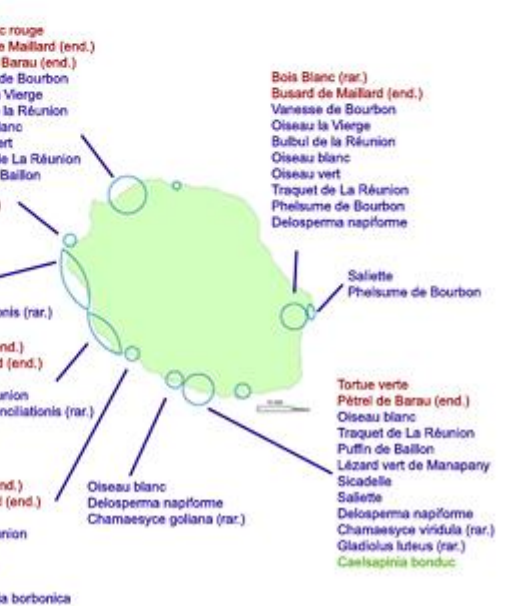 c rouge
e Maillard (end.)
Barau (end.)
de Bourbon
Vierge
la Réunion
lanc
ert
e La Réunion
Baillon
onis (rar.)
nd.)
d (end.)
union
nciliationis (rar.)
nd.)
l (end.)
union
a borbonica
Bois Blanc (rar.)
Busard de Maillard (end.)
Vanesse de Bourbon
Oiseau la Vierge
Bulbul de la Réunion
Oiseau blanc
Oiseau vert
Traquet de La Réunion
Phelsume de Bourbon
Delosperma napiforme
Saliette
Phelsume de Bourbon
Oiseau blanc
Delosperma napiforme
Chamaesyce goliana (rar.)
Tortue verte
Pétrel de Barau (end.)
Oiseau blanc
Traquet de La Réunion
Puffin de Baillon
Lézard vert de Manapany
Sicadelle
Saliette
Delosperma napiforme
Chamaesyce viridula (rar.)
Gladiolus luteus (rar.)
Caelsapinia bonduc